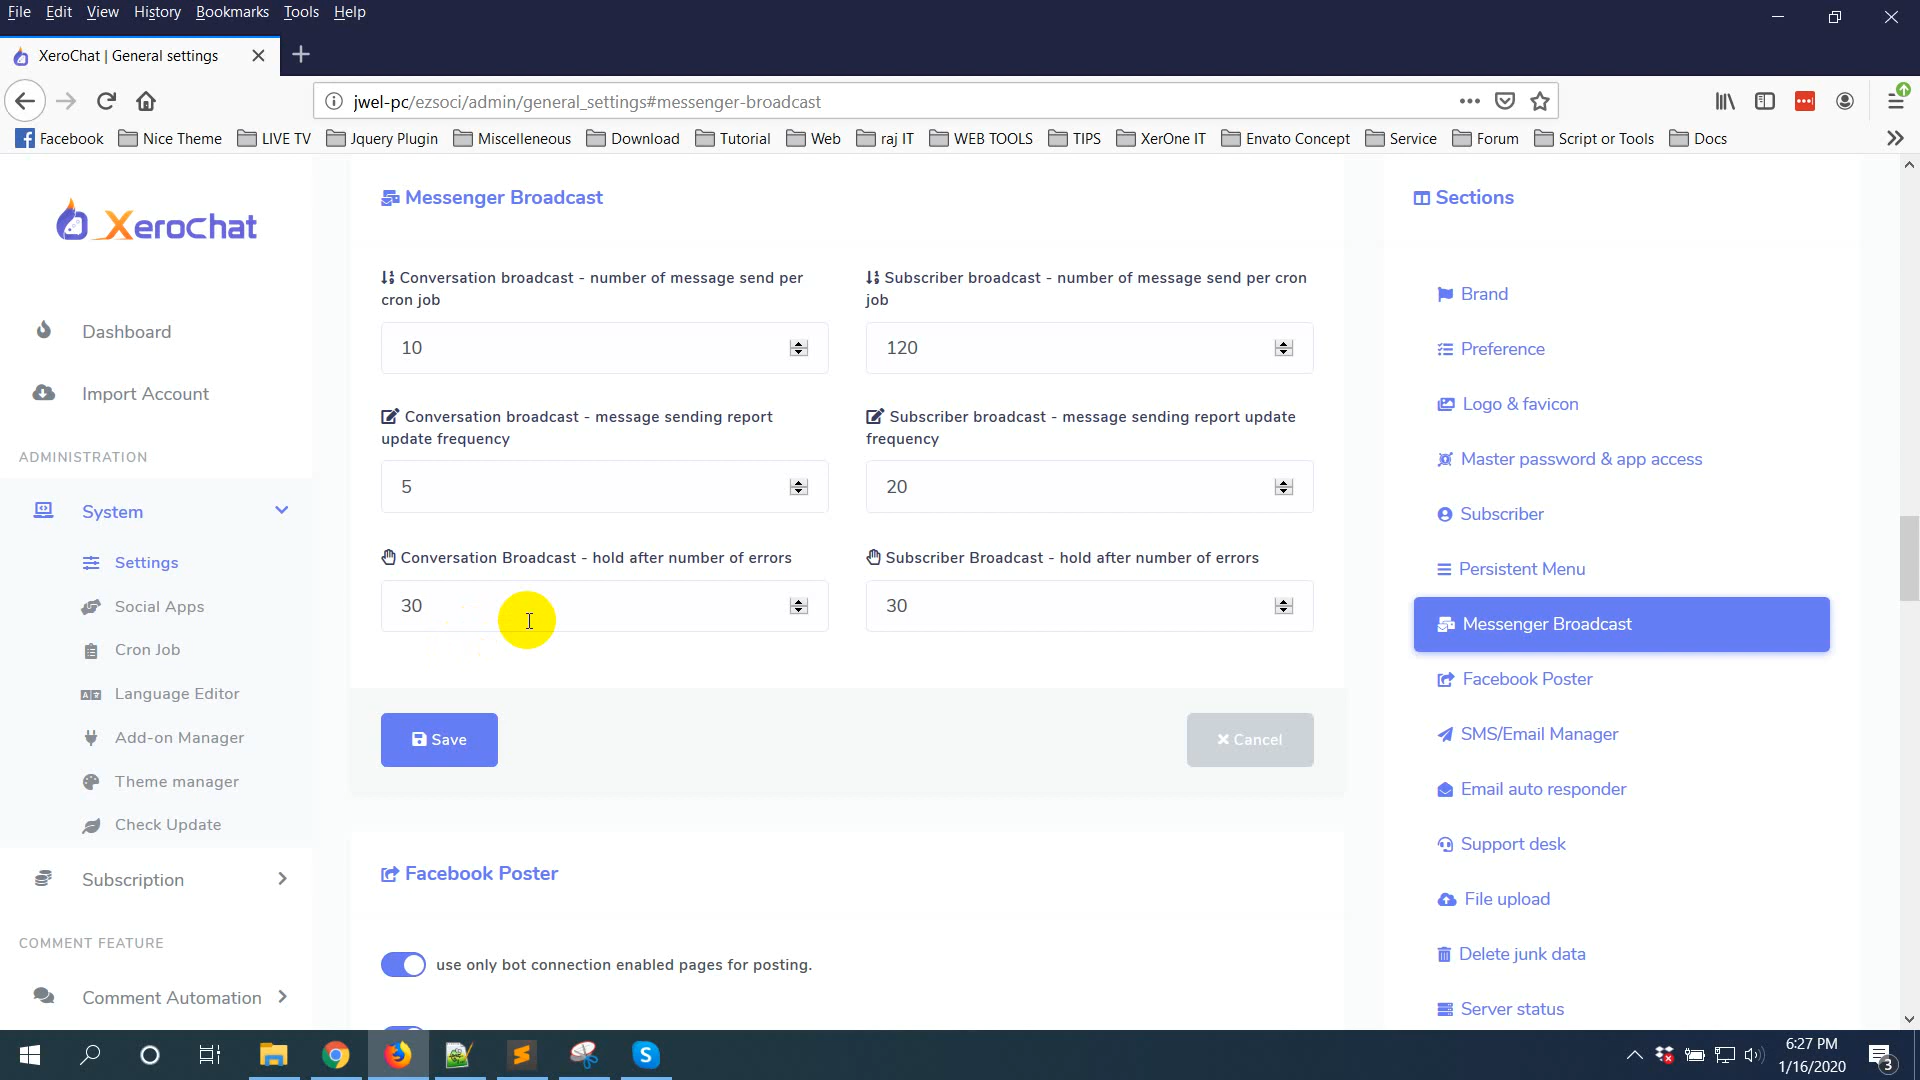 File Edit View History Bookmarks Tools Help
XeroChat | General settings
jwel-pc/ezsoci/admin/general_settings#messenger-broadcast
Facebook Nice Theme LIVE TV Jquery Plugin Miscelleneous Download Tutorial Web raj IT WEB TOOLS TIPS XerOne IT Envato Concept Service Forum Script or Tools Docs
XeroChat
Dashboard
Import Account
ADMINISTRATION
System
Settings
Social Apps
Cron Job
Language Editor
Add-on Manager
Theme manager
Check Update
Subscription
COMMENT FEATURE
Comment Automation
Messenger Broadcast
Conversation broadcast - number of message send per
cron job
10
Subscriber broadcast - number of message send per cron
job
120
Conversation broadcast - message sending report
update frequency
5
Subscriber broadcast - message sending report update
frequency
20
Conversation Broadcast - hold after number of errors
30
Subscriber Broadcast - hold after number of errors
30
Save
Cancel
Facebook Poster
use only bot connection enabled pages for posting.
Sections
Brand
Preference
Logo & favicon
Master password & app access
Subscriber
Persistent Menu
Messenger Broadcast
Facebook Poster
SMS/Email Manager
Email auto responder
Support desk
File upload
Delete junk data
Server status
6:27 PM
1/16/2020
3